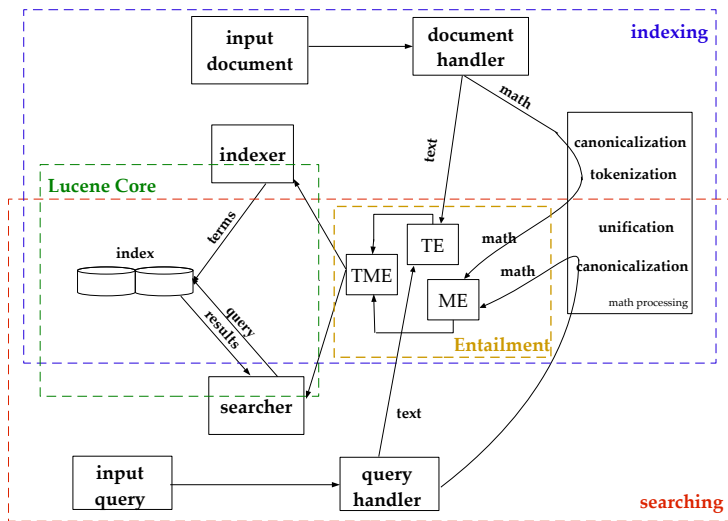 input
document
document
handler
indexing
math
text
canonicalization
tokenization
unification
canonicalization
math processing
indexer
Lucene Core
terms
index
query
results
TE
TME
ME
math
math
Entailment
searcher
text
input
query
query
handler
searching